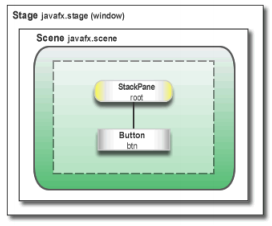 Stage javafx.stage (window)
Scene javafx.scene
StackPane
root
Button
btn